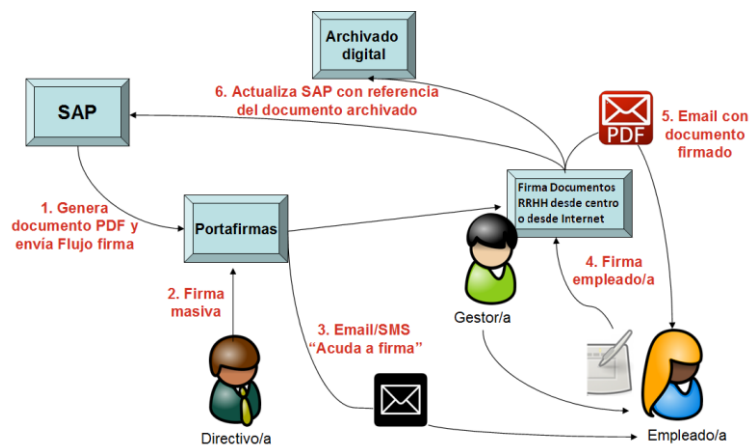 Archivado
digital
SAP
6. Actualiza SAP con referencia
del documento archivado
PDF
5. Email con
documento
firmado
1. Genera
documento PDF y
envía Flujo firma
Portafirmas
Firma Documentos
RRHH desde centro
o desde Internet
2. Firma
masiva
3. Email/SMS
“Acuda a firma”
4. Firma
empleado/a
Gestor/a
Directivo/a
Empleado/a